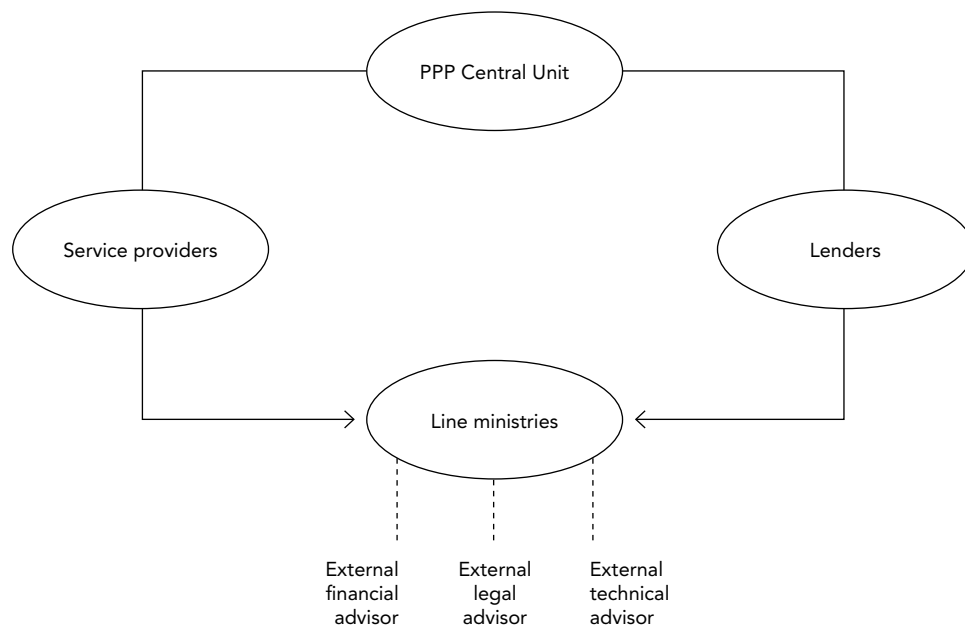 PPP Central Unit
Service providers
Lenders
Line ministries
External
financial
advisor
External
legal
advisor
External
technical
advisor